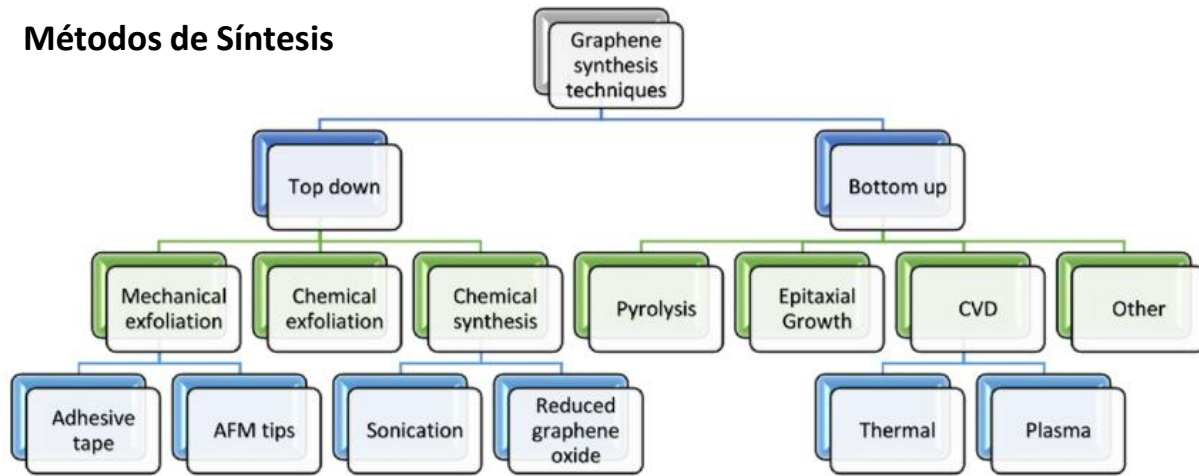 Métodos de Síntesis
Graphene
synthesis
techniques
Top down
Bottom up
Mechanical
exfoliation
Chemical
exfoliation
Chemical
synthesis
Pyrolysis
Epitaxial
Growth
CVD
Other
Adhesive
tape
AFM tips
Sonication
Reduced
graphene
oxide
Thermal
Plasma